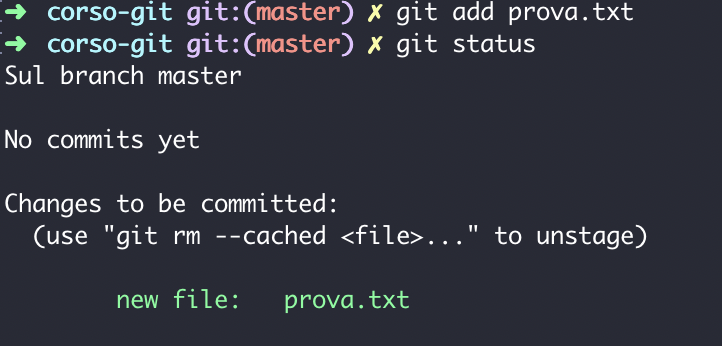 ➜ corso-git git:(master) ✗ git add prova.txt
➜ corso-git git:(master) ✗ git status
Sul branch master
No commits yet
Changes to be committed:
(use "git rm --cached <file>..." to unstage)
new file: prova.txt